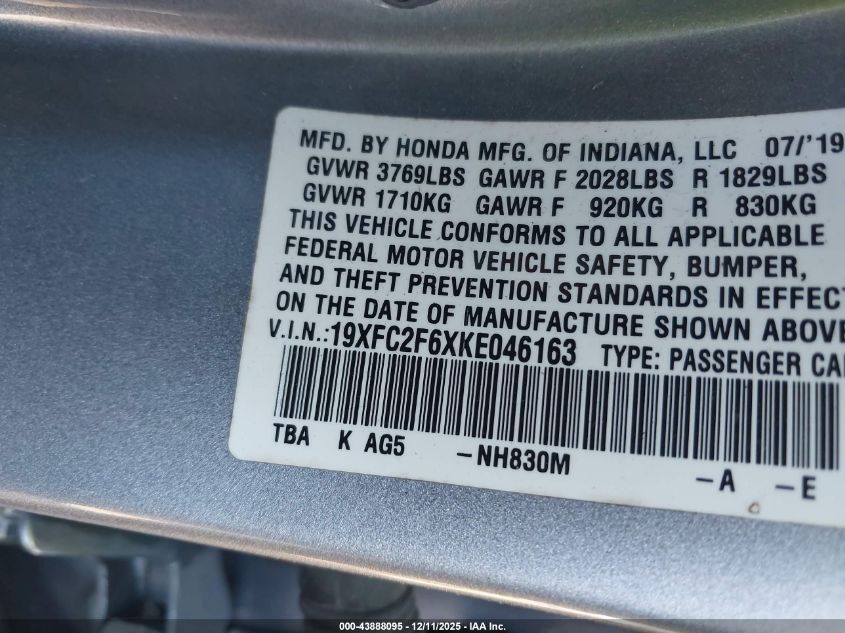 MFD. BY HONDA MFG. OF INDIANA, LLC 07/'19
GVWR 3769LBS GAWR F 2028LBS R 1829LBS
GVWR 1710KG GAWR F 920KG R 830KG
THIS VEHICLE CONFORMS TO ALL APPLICABLE
FEDERAL MOTOR VEHICLE SAFETY, BUMPER,
AND THEFT PREVENTION STANDARDS IN EFFECT
ON THE DATE OF MANUFACTURE SHOWN ABOVE
V.I.N.:19XFC2F6XKE046163 TYPE: PASSENGER CA
TBA K AG5 -NH830M -A -E
000-43888095 - 12/11/2025 - IAA Inc.